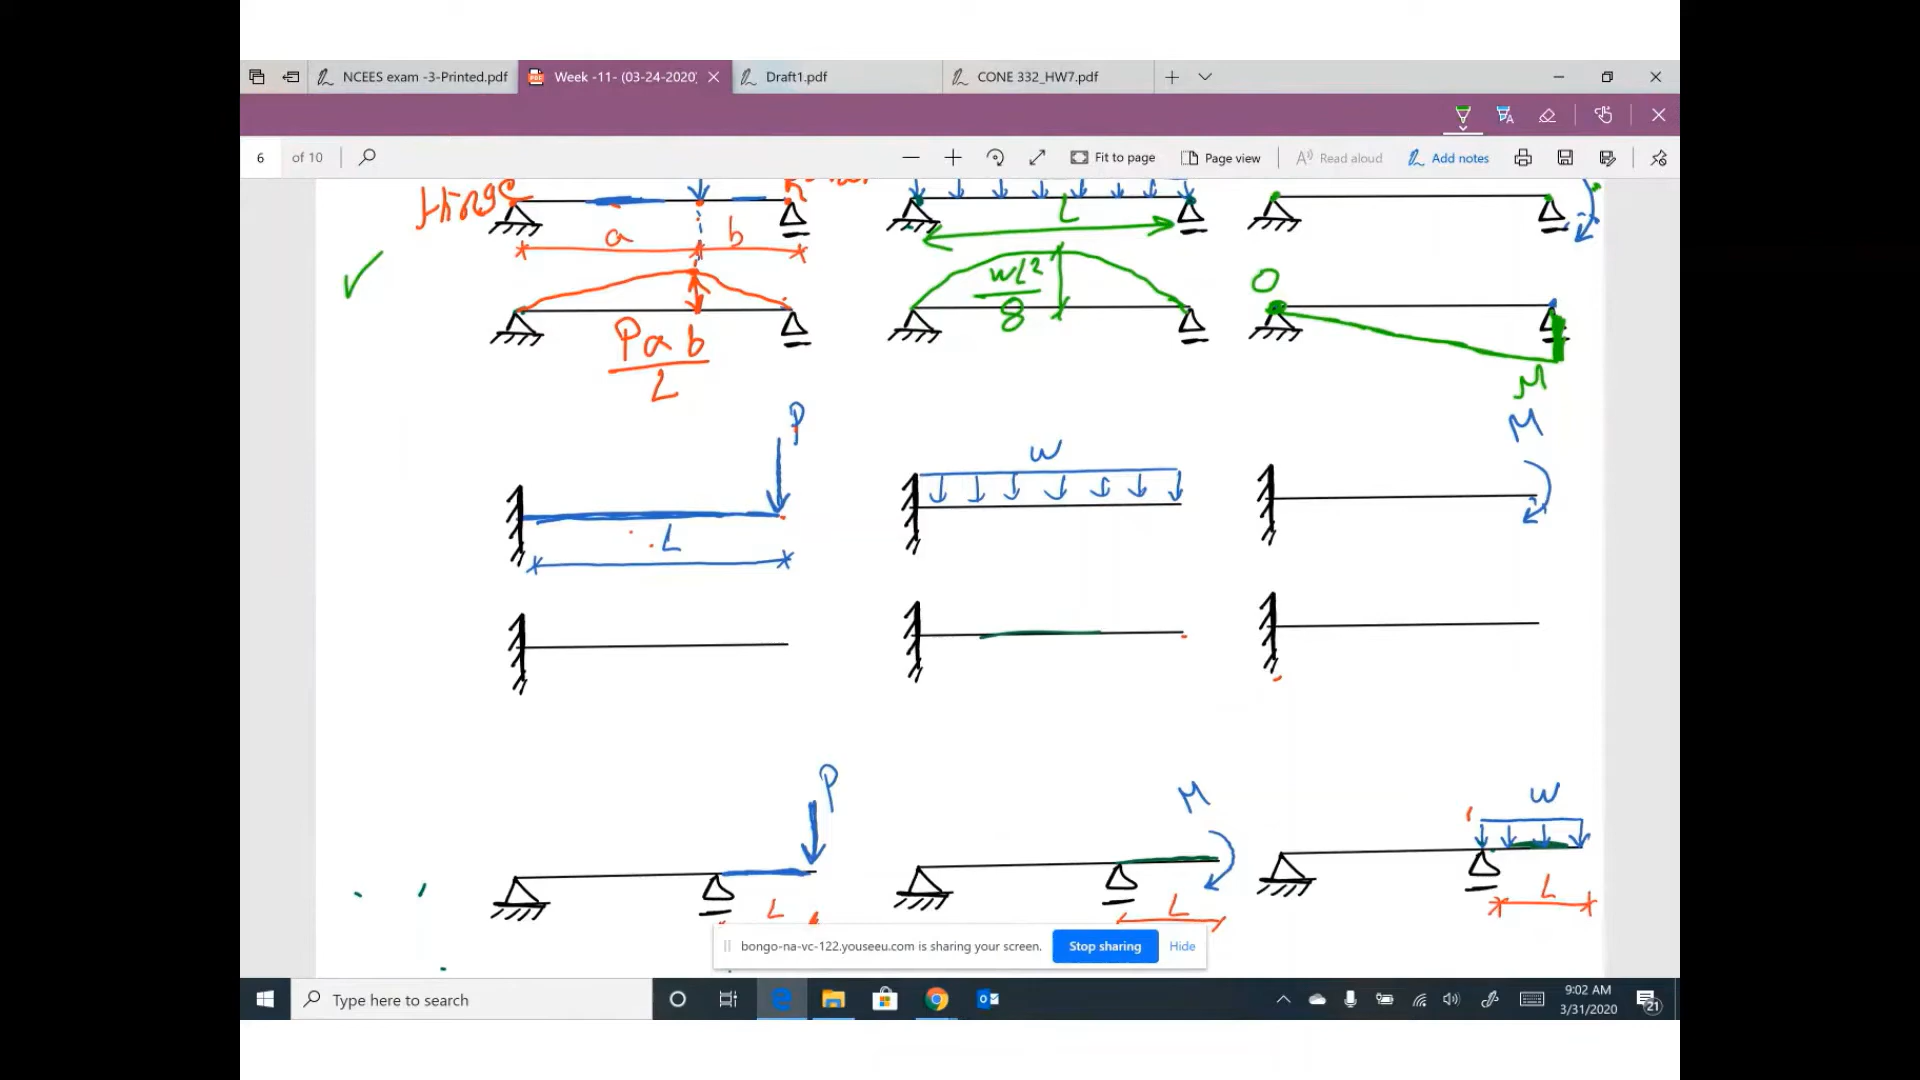 NCEES exam -3-Printed.pdf
Week -11- (03-24-2020)
Draft1.pdf
CONE 332_HW7.pdf
6 of 10
Fit to page
Page view
Read aloud
Add notes
Hinge
a
b
L
Pab
L
wL²
8
O
M
P
L
W
M
P
L
M
L
W
L
bongo-na-vc-122.youseeu.com is sharing your screen.
Stop sharing
Hide
Type here to search
9:02 AM
3/31/2020
21